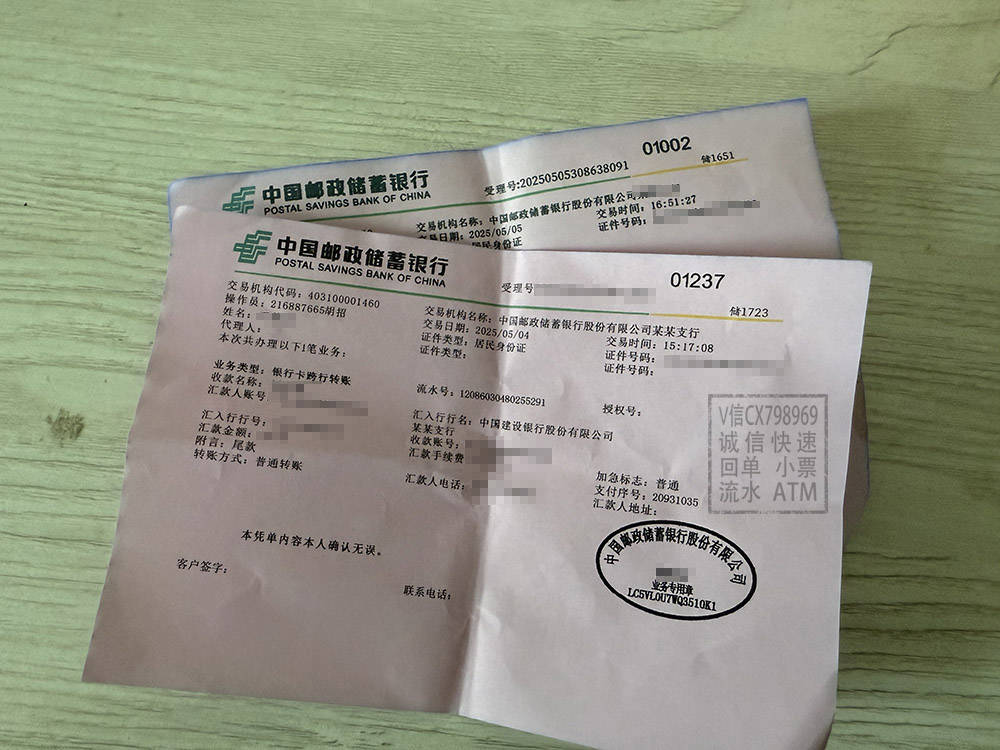 中国邮政储蓄银行
POSTAL SAVINGS BANK OF CHINA
受理号:20250505308638091
01002
储1651
交易机构名称: 中国邮政储蓄银行股份有限公司
交易日期: 2025/05/05
交易时间: 16:51:27
居民身份证
证件号码:
中国邮政储蓄银行
POSTAL SAVINGS BANK OF CHINA
受理号
01237
储1723
交易机构代码: 403100001460
交易机构名称: 中国邮政储蓄银行股份有限公司某某支行
操作员: 216887665胡招
交易日期: 2025/05/04
交易时间: 15:17:08
姓名:
证件类型: 居民身份证
证件号码:
代理人:
证件类型:
证件号码:
本次共办理以下1笔业务:
业务类型: 银行卡跨行转账
收款名称:
流水号: 12086030480255291
授权号:
汇款人账号
汇入行行号:
汇入行行名: 中国建设银行股份有限公司
某某支行
汇款金额:
收款账号:
附言: 尾款
汇款手续费
加急标志: 普通
转账方式: 普通转账
支付序号: 20931035
汇款人电话:
汇款人地址:
本凭单内容本人确认无误。
客户签字:
联系电话:
中国邮政储蓄银行股份有限公司
业务专用章
LC5VL0U7WQ3510K1
V信CX798969
诚信快速
回单 小票
流水 ATM